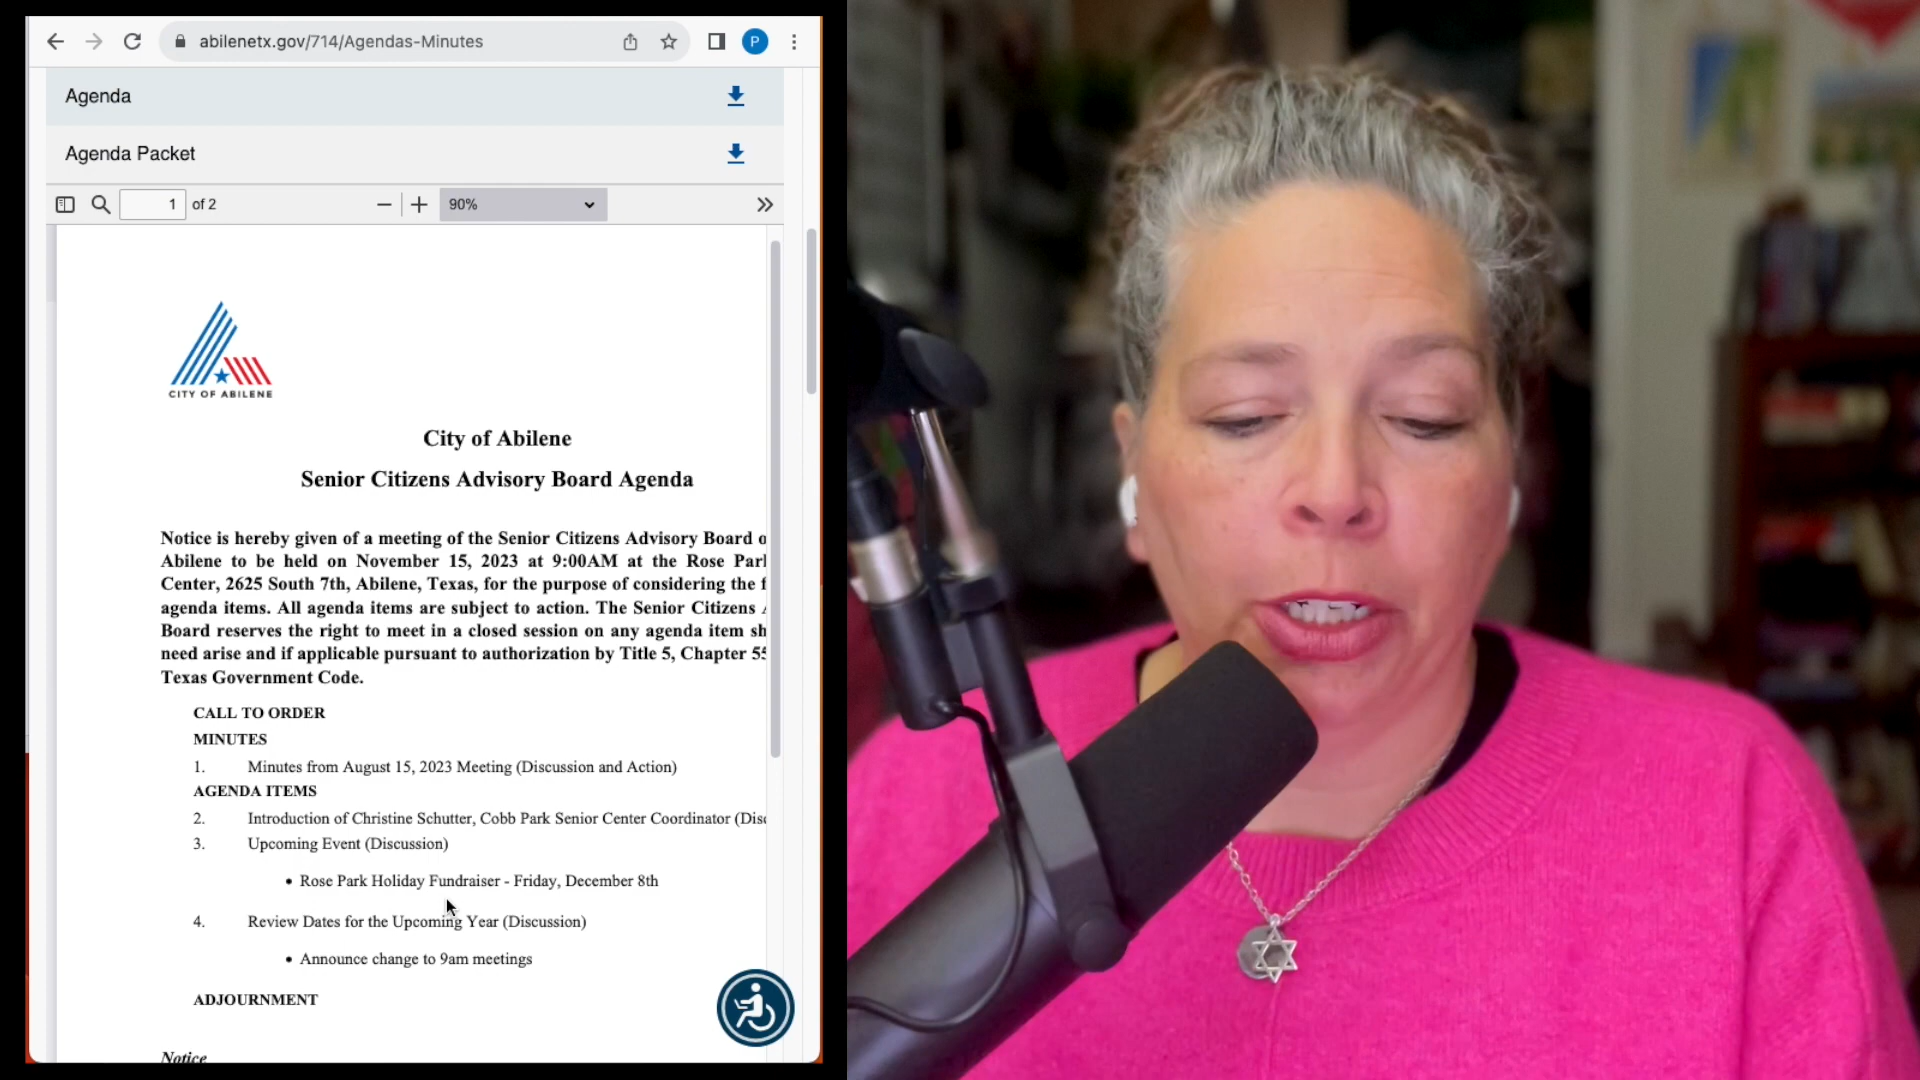 abilenetx.gov/714/Agendas-Minutes
P
Agenda
Agenda Packet
1 of 2
90%
CITY OF ABILENE
City of Abilene
Senior Citizens Advisory Board Agenda
Notice is hereby given of a meeting of the Senior Citizens Advisory Board
Abilene to be held on November 15, 2023 at 9:00AM at the Rose
Center, 2625 South 7th, Abilene, Texas, for the purpose of considering the
agenda items. All agenda items are subject to action. The Senior Citizens
Board reserves the right to meet in a closed session on any agenda item
need arise and if applicable pursuant to authorization by Title 5, Chapter
Texas Government Code.
CALL TO ORDER
MINUTES
1. Minutes from August 15, 2023 Meeting (Discussion and Action)
AGENDA ITEMS
2. Introduction of Christine Schutter, Cobb Park Senior Center Coordinator
3. Upcoming Event (Discussion)
• Rose Park Holiday Fundraiser - Friday, December 8th
4. Review Dates for the Upcoming Year (Discussion)
• Announce change to 9am meetings
ADJOURNMENT
Notice